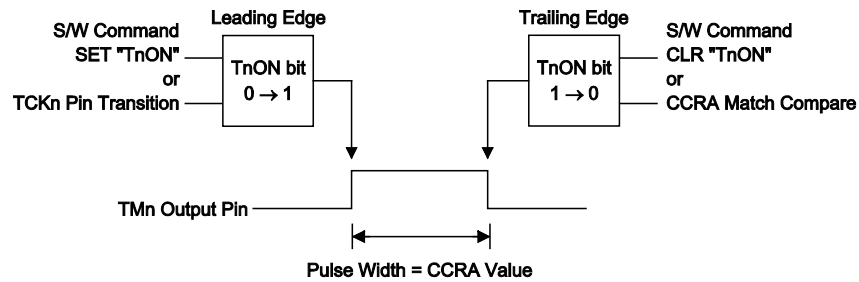 Leading Edge
S/W Command
SET "TnON"
or
TCKn Pin Transition
TnON bit
0 → 1
Trailing Edge
TnON bit
1 → 0
S/W Command
CLR "TnON"
or
CCRA Match Compare
TMn Output Pin
Pulse Width = CCRA Value